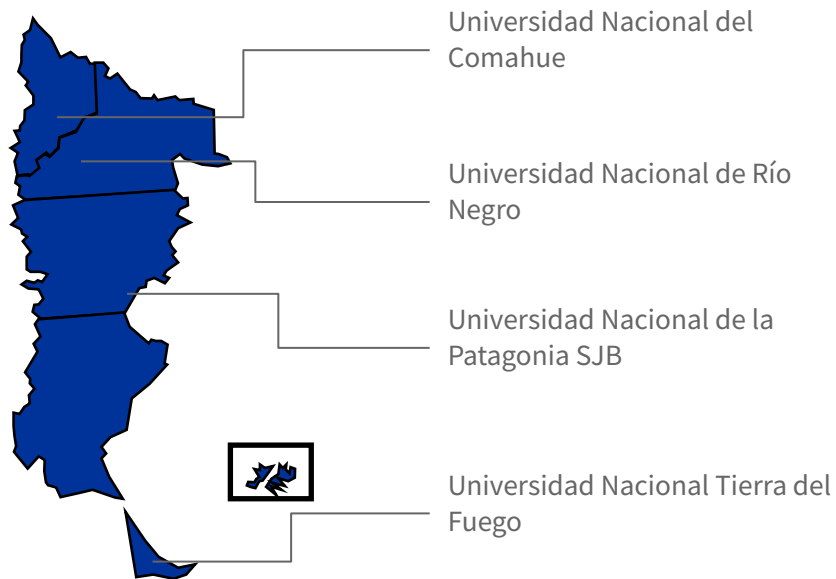 Universidad Nacional del
Comahue
Universidad Nacional de Río
Negro
Universidad Nacional de la
Patagonia SJB
Universidad Nacional Tierra del
Fuego